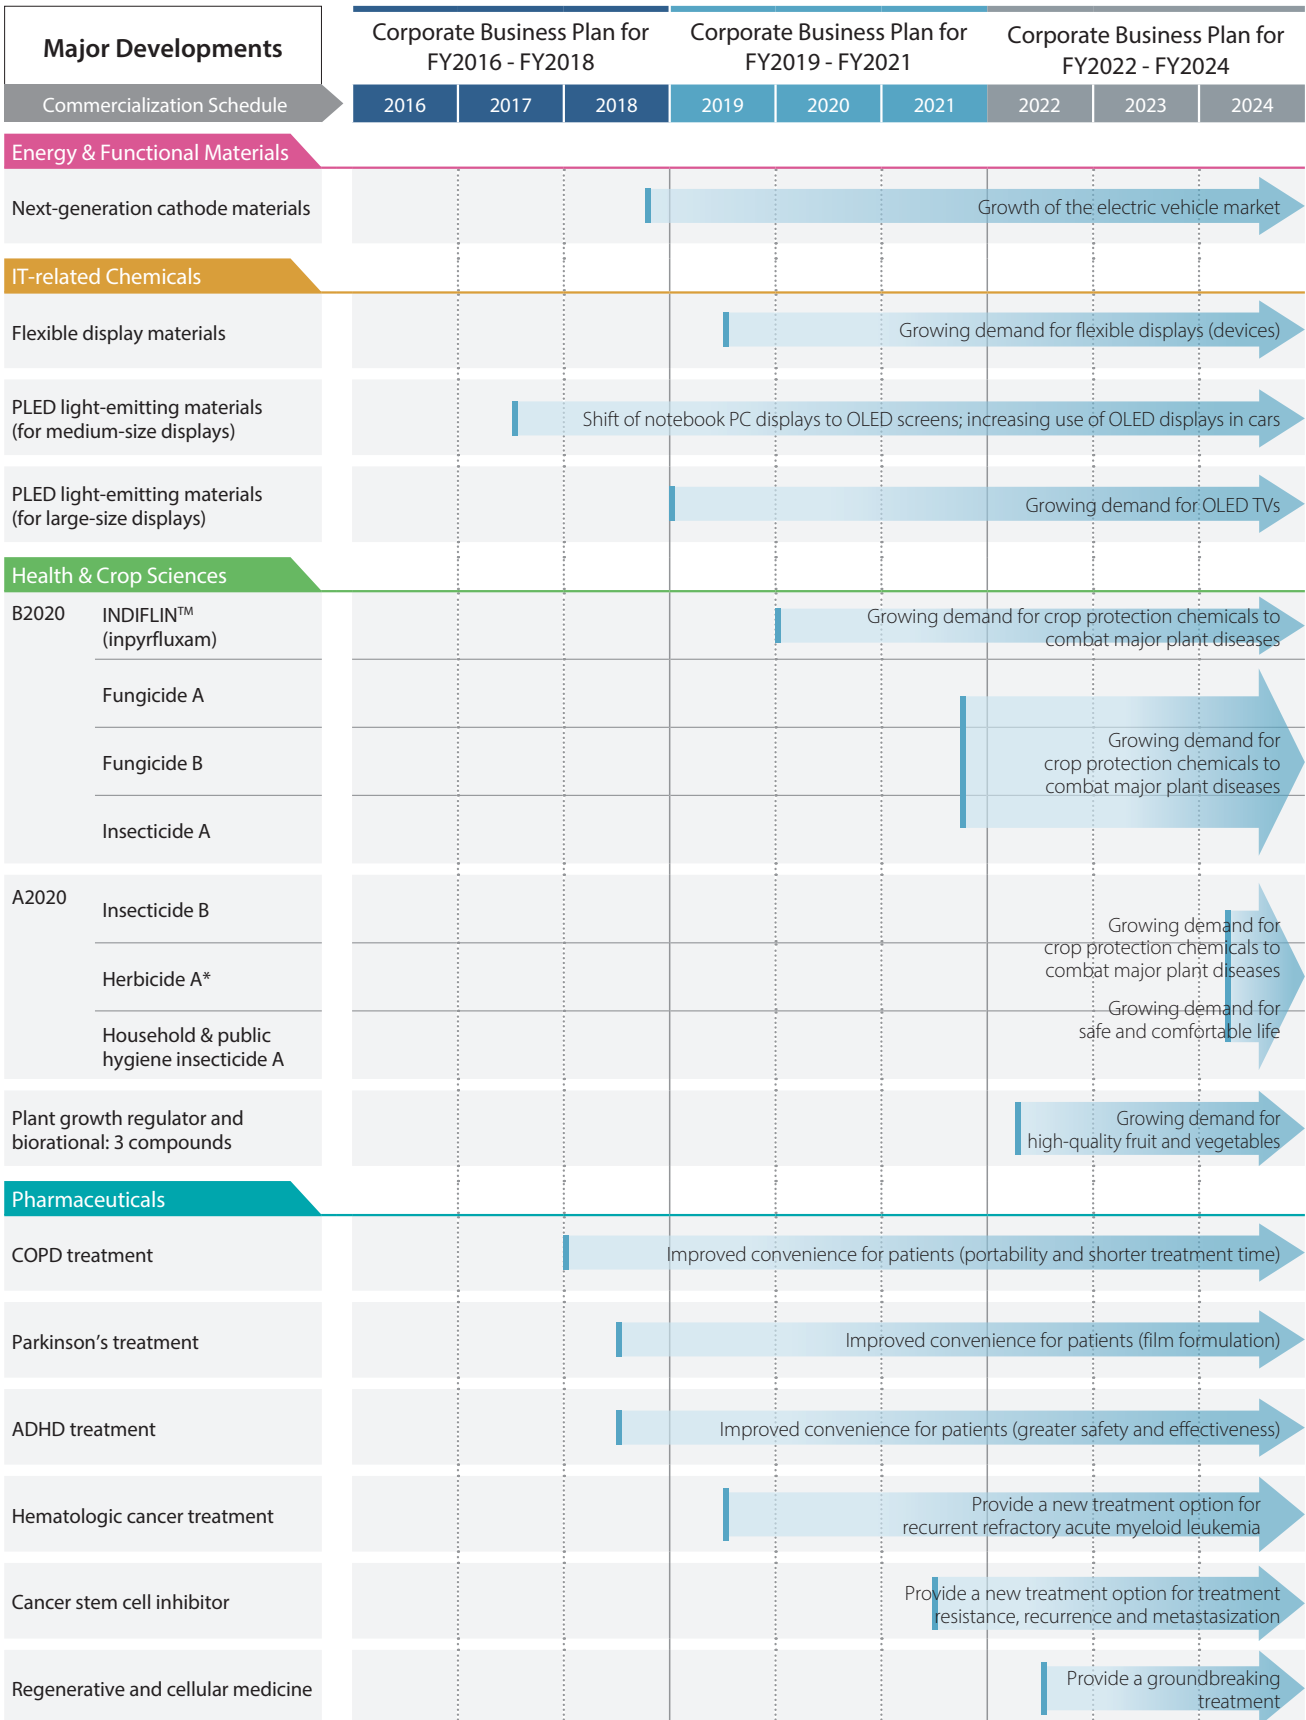 Major Developments
Corporate Business Plan for
FY2016 - FY2018
Corporate Business Plan for
FY2019 - FY2021
Corporate Business Plan for
FY2022 - FY2024
Commercialization Schedule
2016
2017
2018
2019
2020
2021
2022
2023
2024
Energy & Functional Materials
Next-generation cathode materials
Growth of the electric vehicle market
IT-related Chemicals
Flexible display materials
Growing demand for flexible displays (devices)
PLED light-emitting materials
(for medium-size displays)
Shift of notebook PC displays to OLED screens; increasing use of OLED displays in cars
PLED light-emitting materials
(for large-size displays)
Growing demand for OLED TVs
Health & Crop Sciences
B2020
INDIFLIN™
(inpyrfluxam)
Growing demand for crop protection chemicals to
combat major plant diseases
Fungicide A
Fungicide B
Insecticide A
Growing demand for
crop protection chemicals to
combat major plant diseases
A2020
Insecticide B
Herbicide A*
Household & public
hygiene insecticide A
Growing demand for
crop protection chemicals to
combat major plant diseases
Growing demand for
safe and comfortable life
Plant growth regulator and
biorational: 3 compounds
Growing demand for
high-quality fruit and vegetables
Pharmaceuticals
COPD treatment
Improved convenience for patients (portability and shorter treatment time)
Parkinson's treatment
Improved convenience for patients (film formulation)
ADHD treatment
Improved convenience for patients (greater safety and effectiveness)
Hematologic cancer treatment
Provide a new treatment option for
recurrent refractory acute myeloid leukemia
Cancer stem cell inhibitor
Provide a new treatment option for treatment
resistance, recurrence and metastasization
Regenerative and cellular medicine
Provide a groundbreaking
treatment